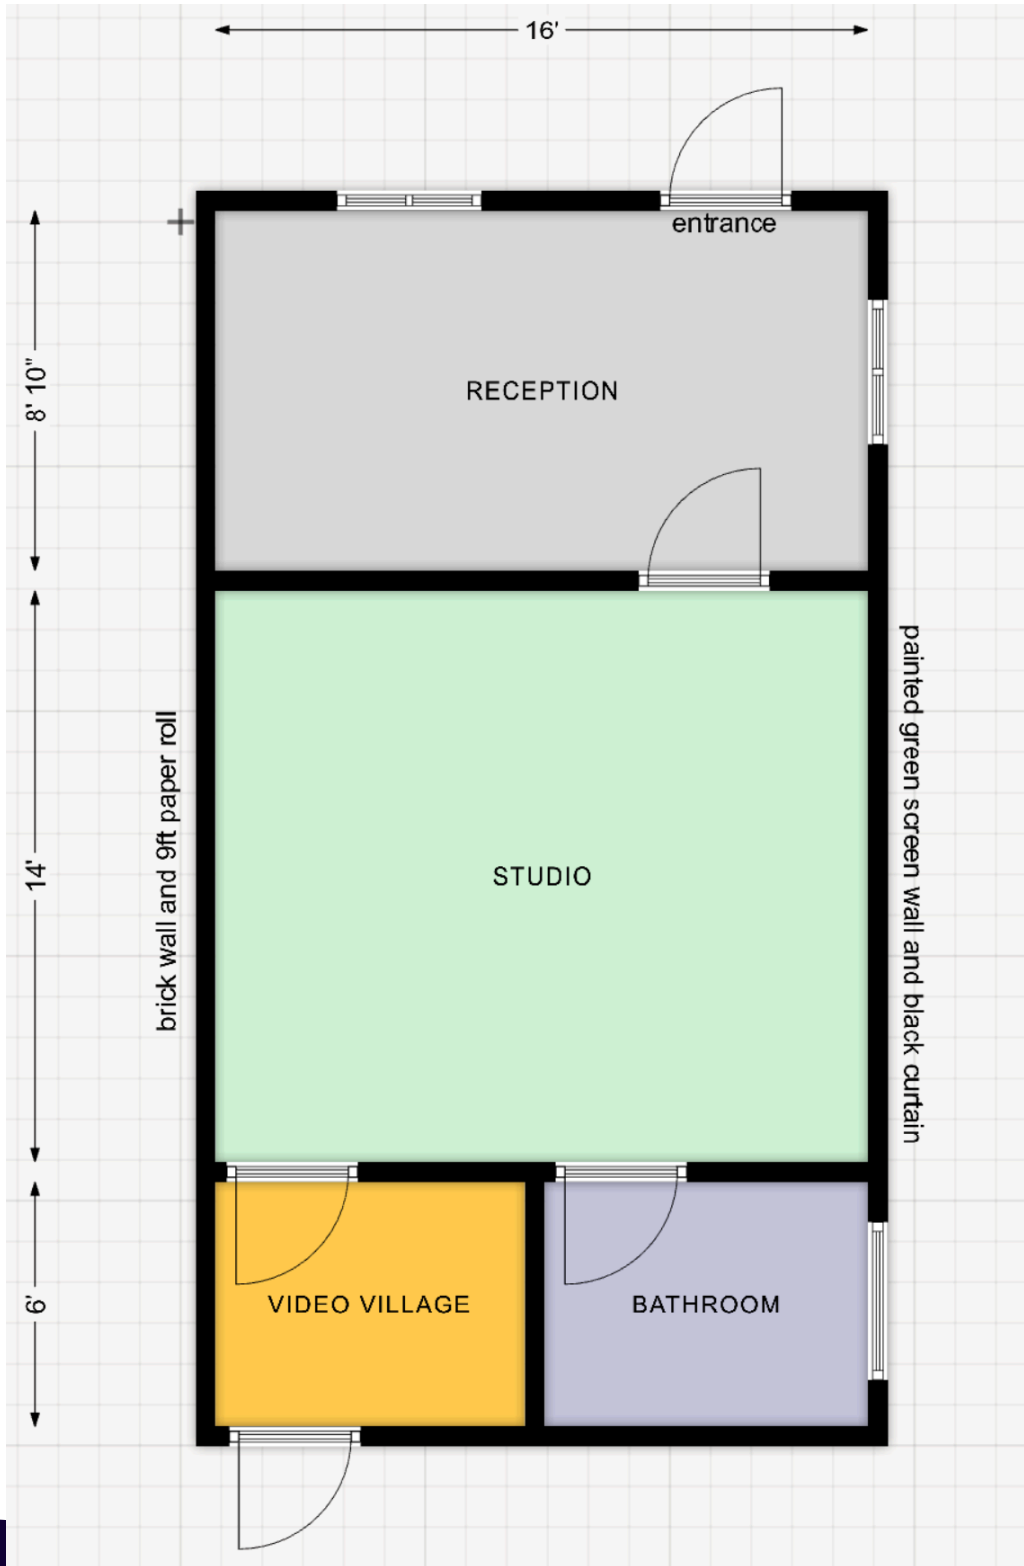 16'
entrance
8' 10"
RECEPTION
painted green screen wall and black curtain
brick wall and 9ft paper roll
14'
STUDIO
6'
VIDEO VILLAGE
BATHROOM